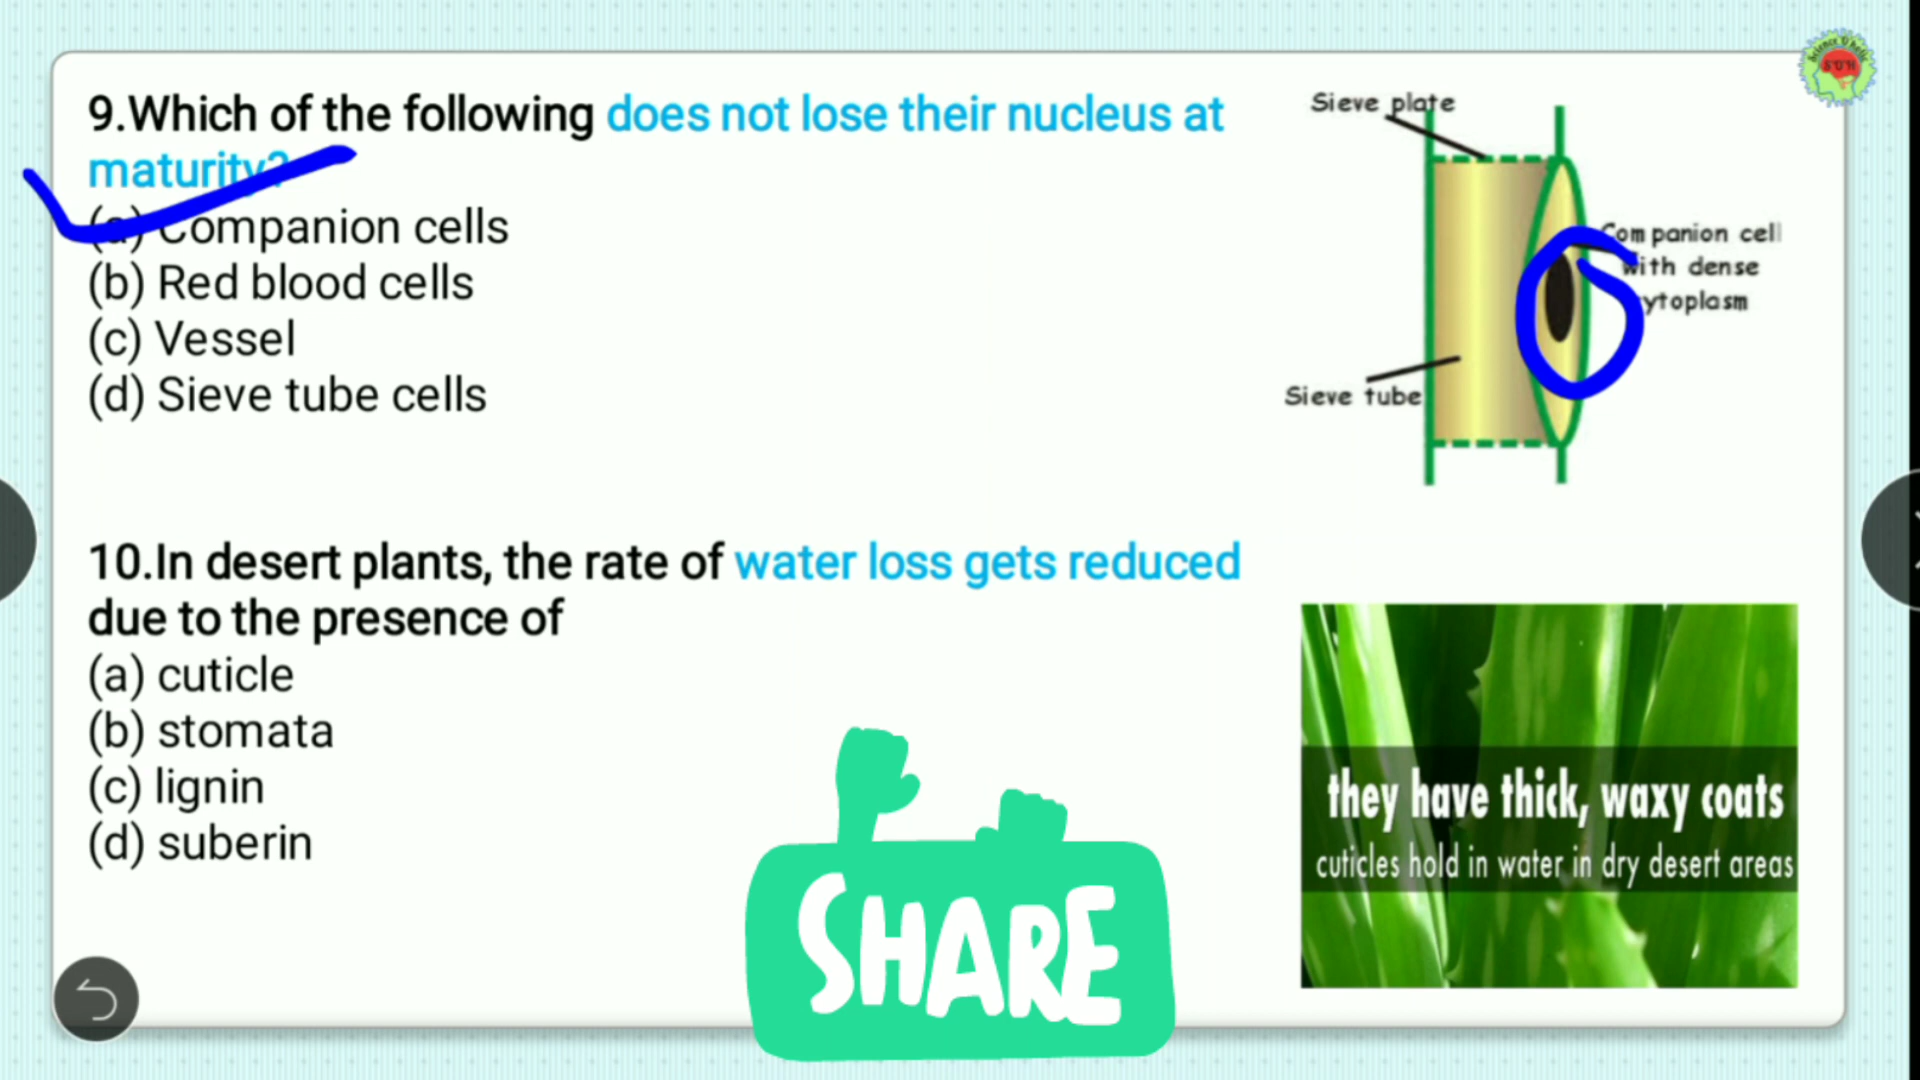 9.Which of the following does not lose their nucleus at
maturity?
(a) Companion cells
(b) Red blood cells
(c) Vessel
(d) Sieve tube cells
Sieve plate
Companion cell
with dense
cytoplasm
Sieve tube
10.In desert plants, the rate of water loss gets reduced
due to the presence of
(a) cuticle
(b) stomata
(c) lignin
(d) suberin
they have thick, waxy coats
cuticles hold in water in dry desert areas
SHARE
S'U'H